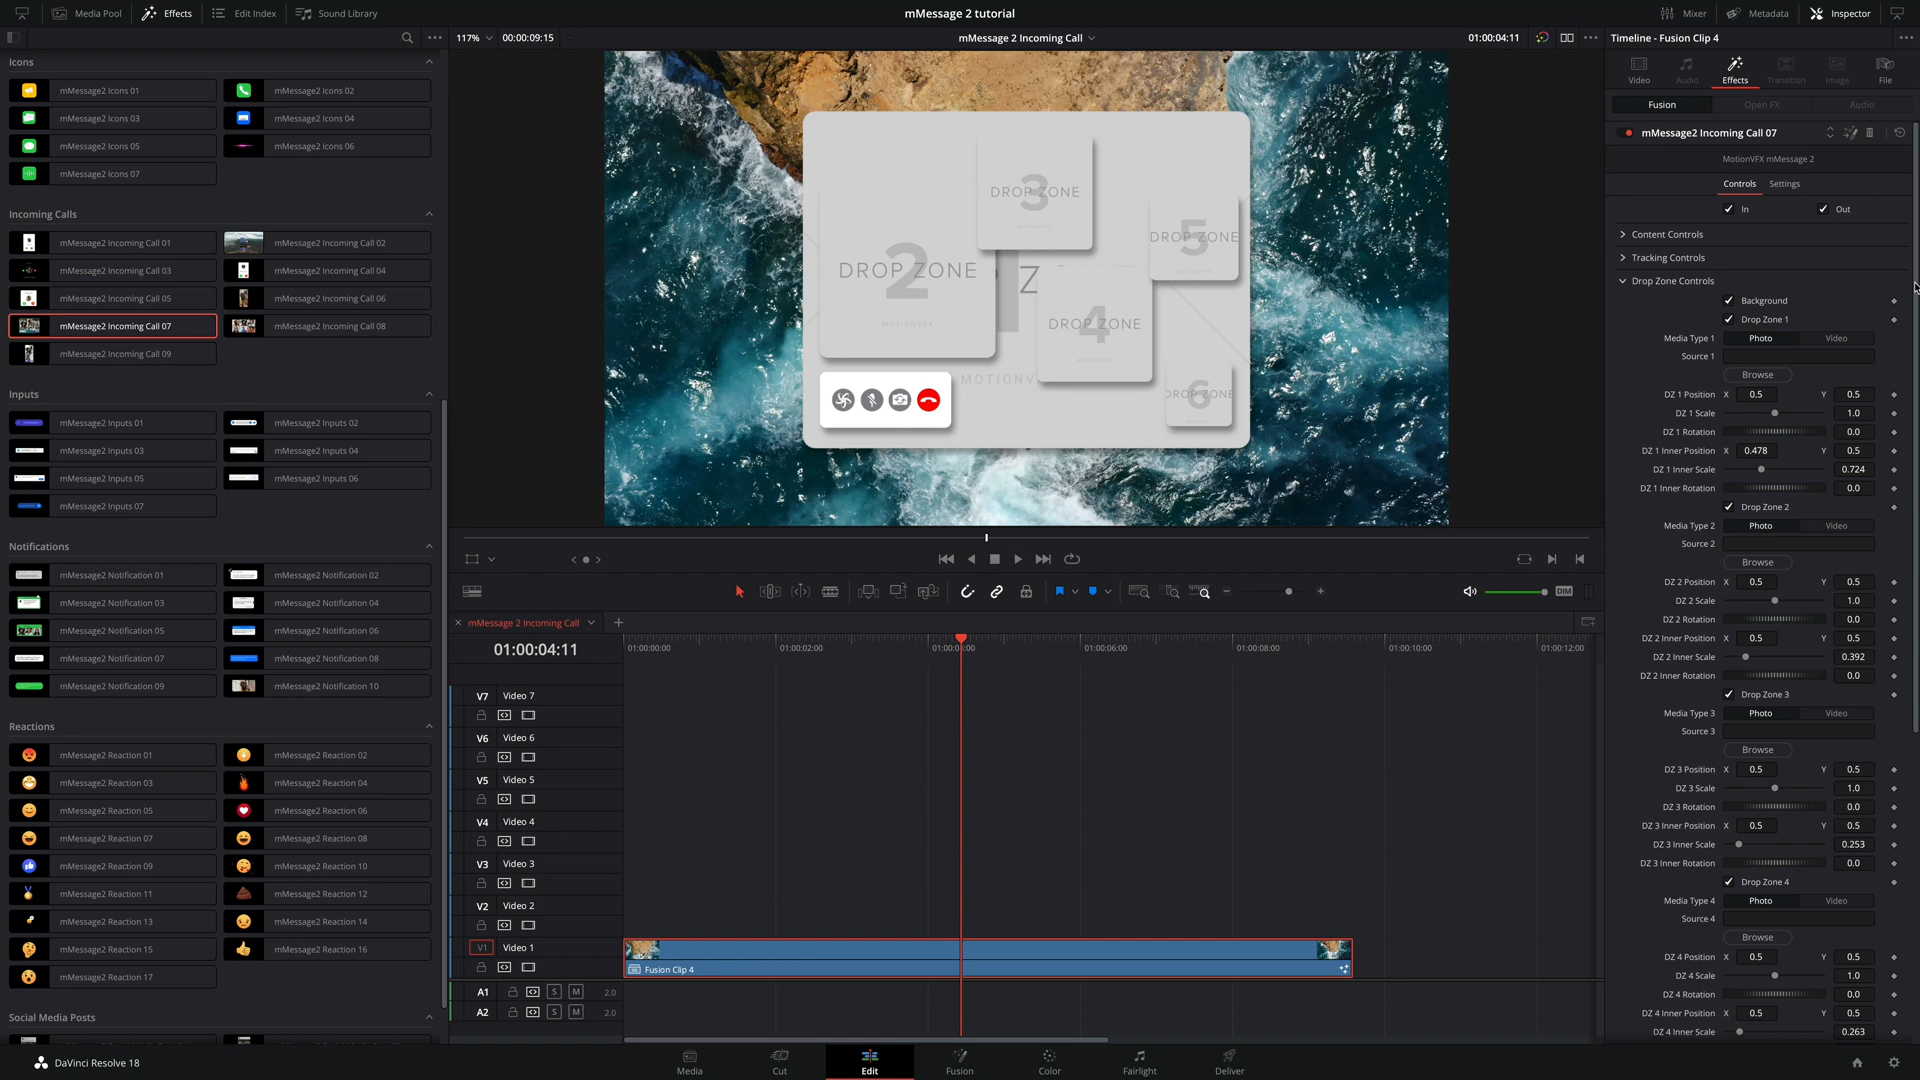 Media Pool
Effects
Edit Index
Sound Library
mMessage 2 tutorial
Mixer
Metadata
Inspector
117%
00:00:09:15
mMessage 2 Incoming Call
01:00:04:11
Timeline - Fusion Clip 4
Icons
mMessage2 Icons 01
mMessage2 Icons 02
mMessage2 Icons 03
mMessage2 Icons 04
mMessage2 Icons 05
mMessage2 Icons 06
mMessage2 Icons 07
Incoming Calls
mMessage2 Incoming Call 01
mMessage2 Incoming Call 02
mMessage2 Incoming Call 03
mMessage2 Incoming Call 04
mMessage2 Incoming Call 05
mMessage2 Incoming Call 06
mMessage2 Incoming Call 07
mMessage2 Incoming Call 08
mMessage2 Incoming Call 09
Inputs
mMessage2 Inputs 01
mMessage2 Inputs 02
mMessage2 Inputs 03
mMessage2 Inputs 04
mMessage2 Inputs 05
mMessage2 Inputs 06
mMessage2 Inputs 07
Notifications
mMessage2 Notification 01
mMessage2 Notification 02
mMessage2 Notification 03
mMessage2 Notification 04
mMessage2 Notification 05
mMessage2 Notification 06
mMessage2 Notification 07
mMessage2 Notification 08
mMessage2 Notification 09
mMessage2 Notification 10
Reactions
mMessage2 Reaction 01
mMessage2 Reaction 02
mMessage2 Reaction 03
mMessage2 Reaction 04
mMessage2 Reaction 05
mMessage2 Reaction 06
mMessage2 Reaction 07
mMessage2 Reaction 08
mMessage2 Reaction 09
mMessage2 Reaction 10
mMessage2 Reaction 11
mMessage2 Reaction 12
mMessage2 Reaction 13
mMessage2 Reaction 14
mMessage2 Reaction 15
mMessage2 Reaction 16
mMessage2 Reaction 17
Social Media Posts
3
DROP ZONE
5
DROP ZONE
2
DROP ZONE
MOTIONVFX
4
DROP ZONE
6
DROP ZONE
MOTIONV
DIM
mMessage 2 Incoming Call
01:00:04:11
01:00:00:00
01:00:02:00
01:00:04:00
01:00:06:00
01:00:08:00
01:00:10:00
01:00:12:00
V7 Video 7
V6 Video 6
V5 Video 5
V4 Video 4
V3 Video 3
V2 Video 2
V1 Video 1
Fusion Clip 4
A1 S M 2.0
A2 S M 2.0
Video
Audio
Effects
Transition
Image
File
Fusion
Open FX
Audio
mMessage2 Incoming Call 07
MotionVFX mMessage 2
Controls
Settings
In
Out
Content Controls
Tracking Controls
Drop Zone Controls
Background
Drop Zone 1
Media Type 1 Photo Video
Source 1
Browse
DZ 1 Position X 0.5 Y 0.5
DZ 1 Scale 1.0
DZ 1 Rotation 0.0
DZ 1 Inner Position X 0.478 Y 0.5
DZ 1 Inner Scale 0.724
DZ 1 Inner Rotation 0.0
Drop Zone 2
Media Type 2 Photo Video
Source 2
Browse
DZ 2 Position X 0.5 Y 0.5
DZ 2 Scale 1.0
DZ 2 Rotation 0.0
DZ 2 Inner Position X 0.5 Y 0.5
DZ 2 Inner Scale 0.392
DZ 2 Inner Rotation 0.0
Drop Zone 3
Media Type 3 Photo Video
Source 3
Browse
DZ 3 Position X 0.5 Y 0.5
DZ 3 Scale 1.0
DZ 3 Rotation 0.0
DZ 3 Inner Position X 0.5 Y 0.5
DZ 3 Inner Scale 0.253
DZ 3 Inner Rotation 0.0
Drop Zone 4
Media Type 4 Photo Video
Source 4
Browse
DZ 4 Position X 0.5 Y 0.5
DZ 4 Scale 1.0
DZ 4 Rotation 0.0
DZ 4 Inner Position X 0.5 Y 0.5
DZ 4 Inner Scale 0.263
DaVinci Resolve 18
Media
Cut
Edit
Fusion
Color
Fairlight
Deliver